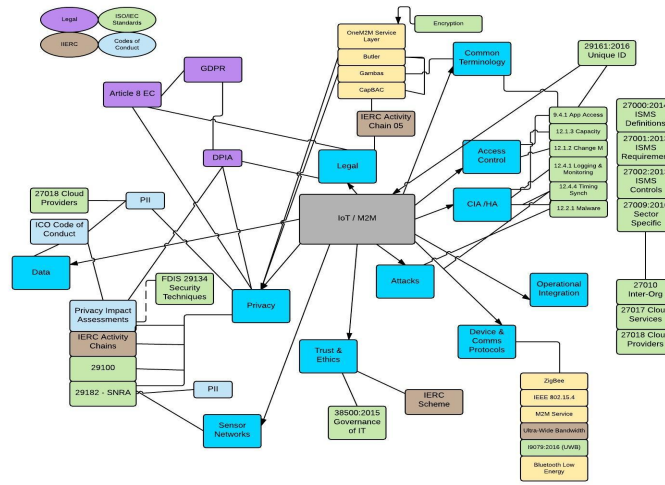 Legal
ISO/IEC
Standards
IIERC
Codes of
Conduct
GDPR
Article 8 EC
DPIA
OneM2M Service
Layer
Butler
Gambas
CapBAC
Encryption
IERC Activity
Chain 05
Common
Terminology
29161:2016
Unique ID
9.4.1 App Access
12.1.3 Capacity
12.1.2 Change M
12.4.1 Logging &
Monitoring
12.4.4 Timing
Synch
12.2.1 Malware
27000:2014
ISMS
Definitions
27001:2013
ISMS
Requirement
27002:2013
ISMS
Controls
27009:2016
Sector
Specific
27010
Inter-Org
27017 Cloud
Services
27018 Cloud
Providers
Legal
Access
Control
CIA /HA
IoT / M2M
27018 Cloud
Providers
PII
ICO Code of
Conduct
Data
FDIS 29134
Security
Techniques
Privacy
Attacks
Operational
Integration
Privacy Impact
Assessments
IERC Activity
Chains
29100
29182 - SNRA
PII
Sensor
Networks
Trust &
Ethics
38500:2015
Governance
of IT
IERC
Scheme
Device &
Comms
Protocols
ZigBee
IEEE 802.15.4
M2M Service
Ultra-Wide Bandwidth
I9079:2016 (UWB)
Bluetooth Low
Energy